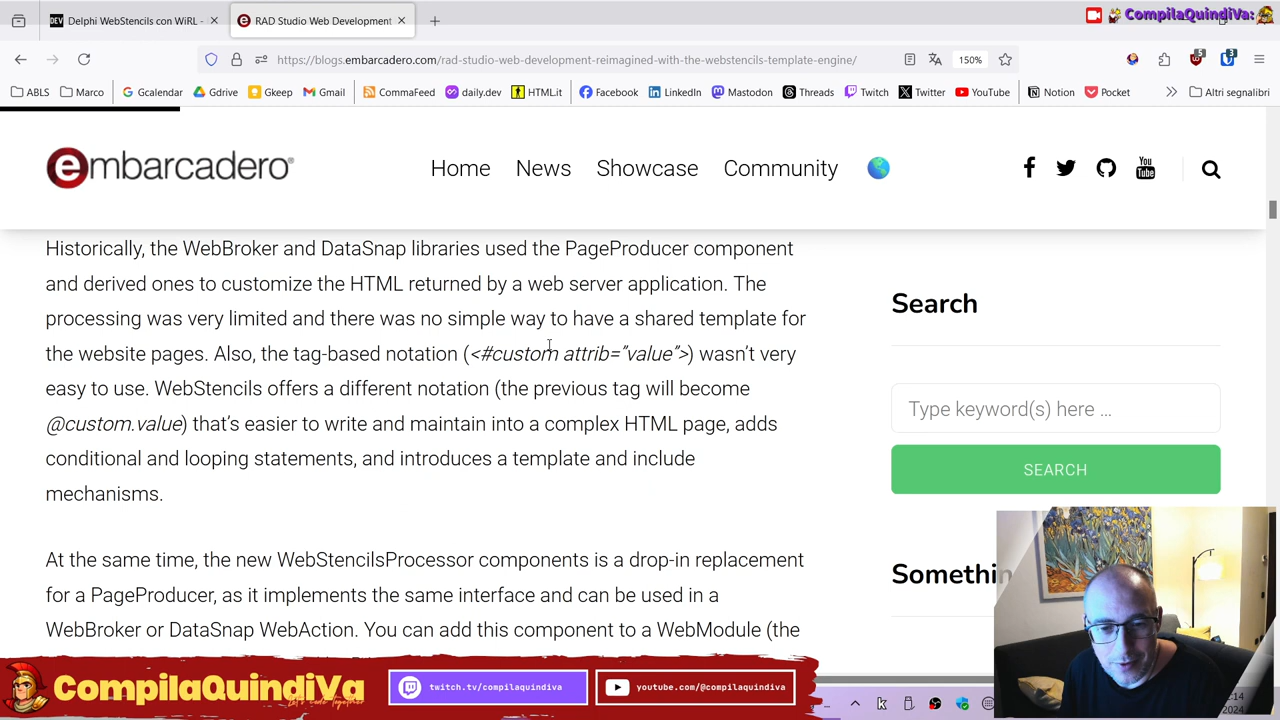 DEV Delphi WebStencils con WiRL -
RAD Studio Web Development
CompilaQuindiVa:
https://blogs.embarcadero.com/rad-studio-web-development-reimagined-with-the-webstencils-template-engine/
150%
5
3
ABLS Marco Gcalendar Gdrive Gkeep Gmail CommaFeed daily.dev HTML.it Facebook LinkedIn Mastodon Threads Twitch Twitter YouTube Notion Pocket Altri segnalibri
embarcadero® Home News Showcase Community
You Tube
Historically, the WebBroker and DataSnap libraries used the PageProducer component
and derived ones to customize the HTML returned by a web server application. The
processing was very limited and there was no simple way to have a shared template for
the website pages. Also, the tag-based notation (<#custom attrib=”value”>) wasn’t very
easy to use. WebStencils offers a different notation (the previous tag will become
@custom.value) that’s easier to write and maintain into a complex HTML page, adds
conditional and looping statements, and introduces a template and include
mechanisms.
At the same time, the new WebStencilsProcessor components is a drop-in replacement
for a PageProducer, as it implements the same interface and can be used in a
WebBroker or DataSnap WebAction. You can add this component to a WebModule (the
Search
Type keyword(s) here ...
SEARCH
CompilaQuindiVa
Let's code together
twitch.tv/compilaquindiva
youtube.com/@compilaquindiva